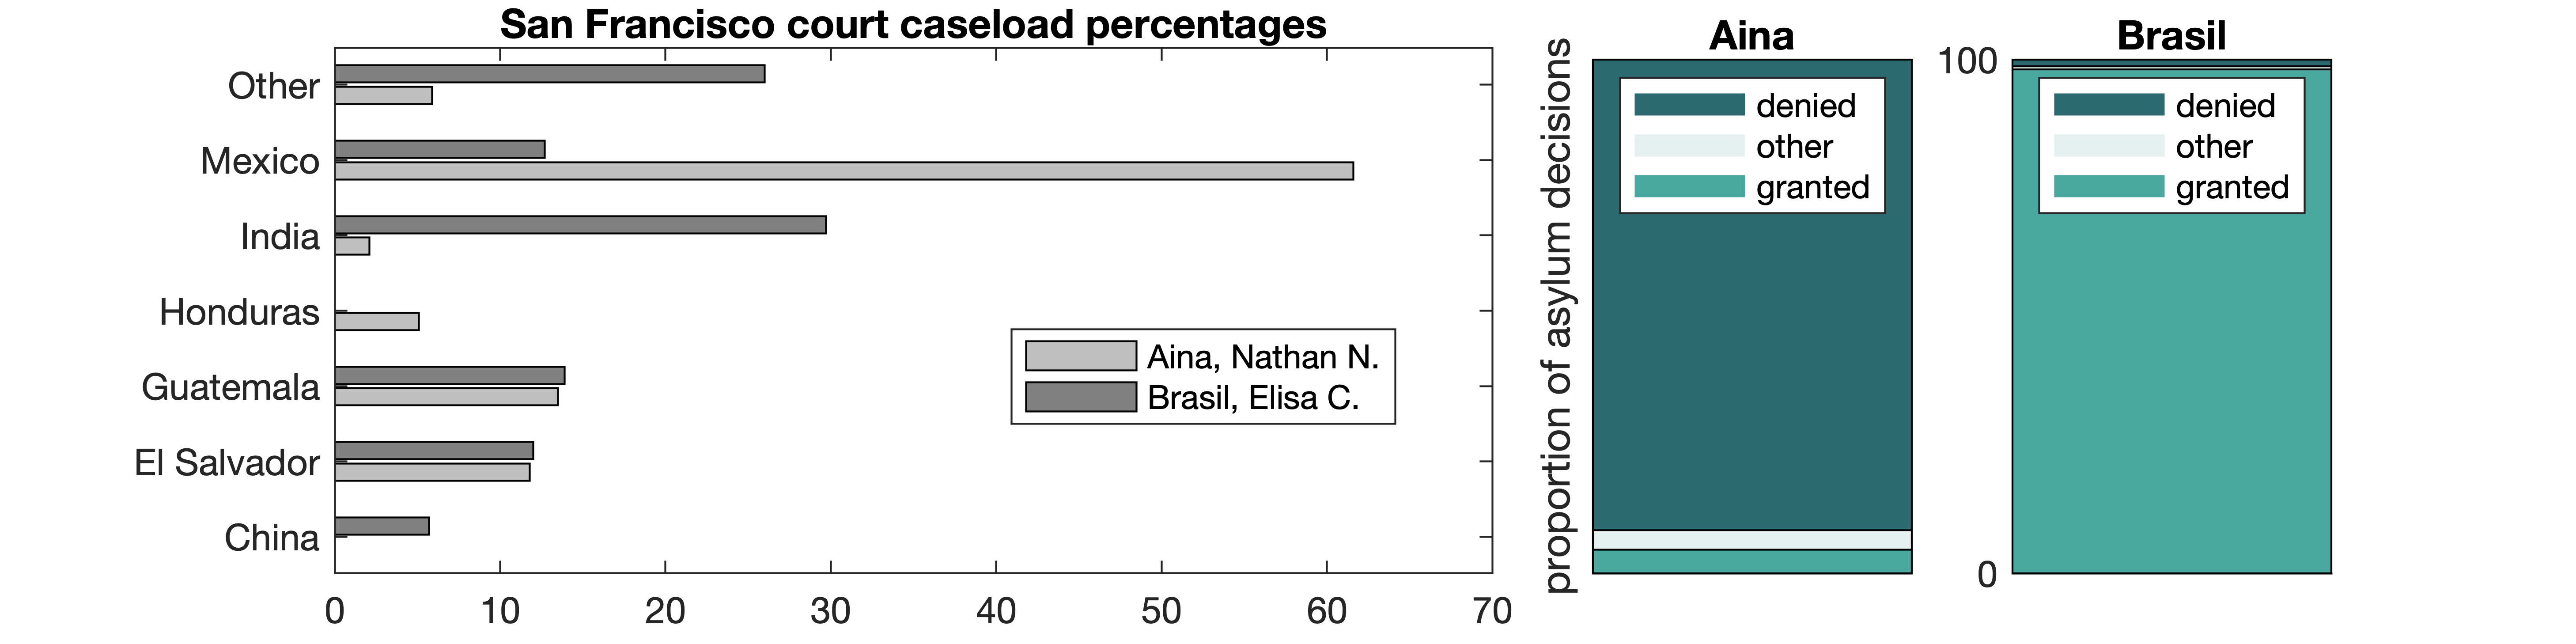 San Francisco court caseload percentages
Other
Mexico
India
Honduras
Guatemala
El Salvador
China
0 10 20 30 40 50 60 70
Aina, Nathan N.
Brasil, Elisa C.
proportion of asylum decisions
Aina
denied
other
granted
Brasil
100
0
denied
other
granted